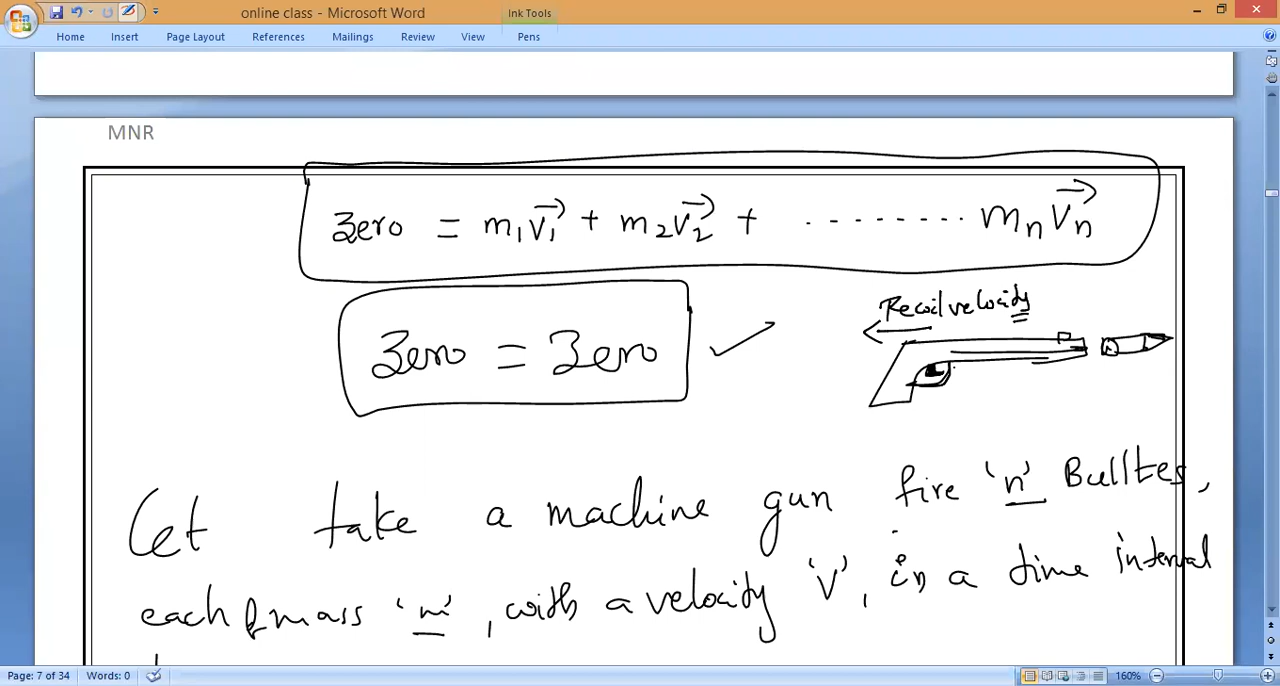 online class - Microsoft Word
Ink Tools
Home Insert Page Layout References Mailings Review View Pens
MNR
Zero = m₁v₁→ + m₂v₂→ + ········ mₙvₙ→
Recoil velocity
Zero = Zero ✓
Let take a machine gun fire 'n' Bulltes,
each of mass 'm', with a velocity 'V', in a time interval
Page: 7 of 34 Words: 0 160%